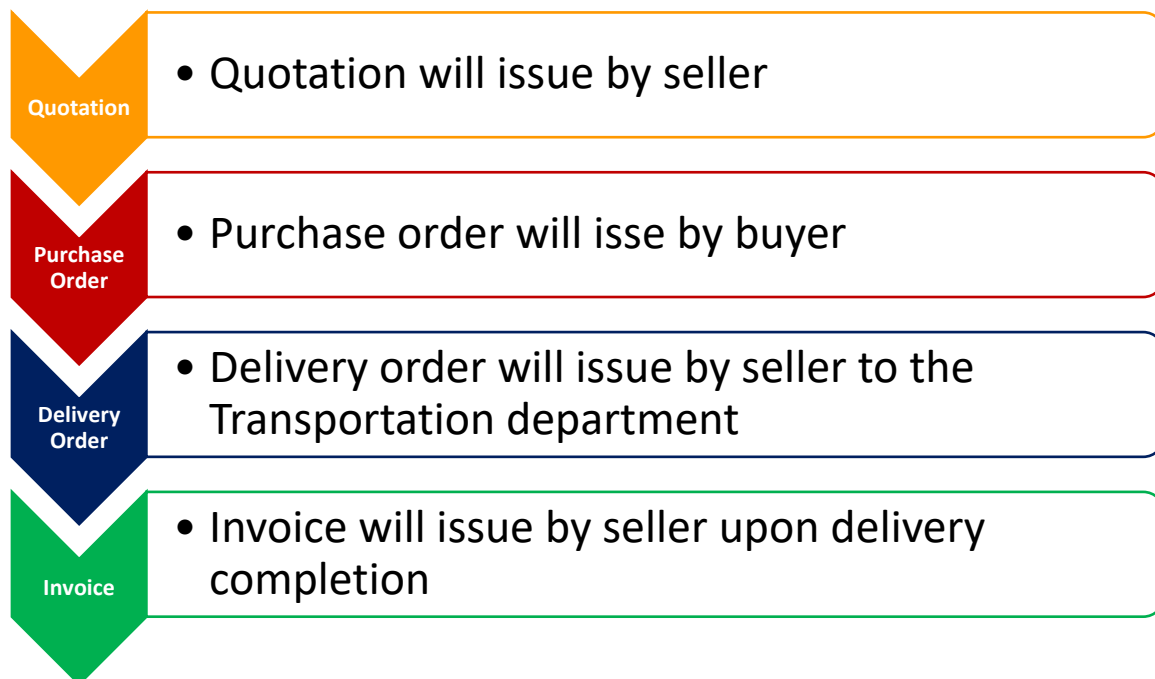 Quotation
• Quotation will issue by seller
Purchase
Order
• Purchase order will isse by buyer
Delivery
Order
• Delivery order will issue by seller to the
Transportation department
Invoice
• Invoice will issue by seller upon delivery
completion